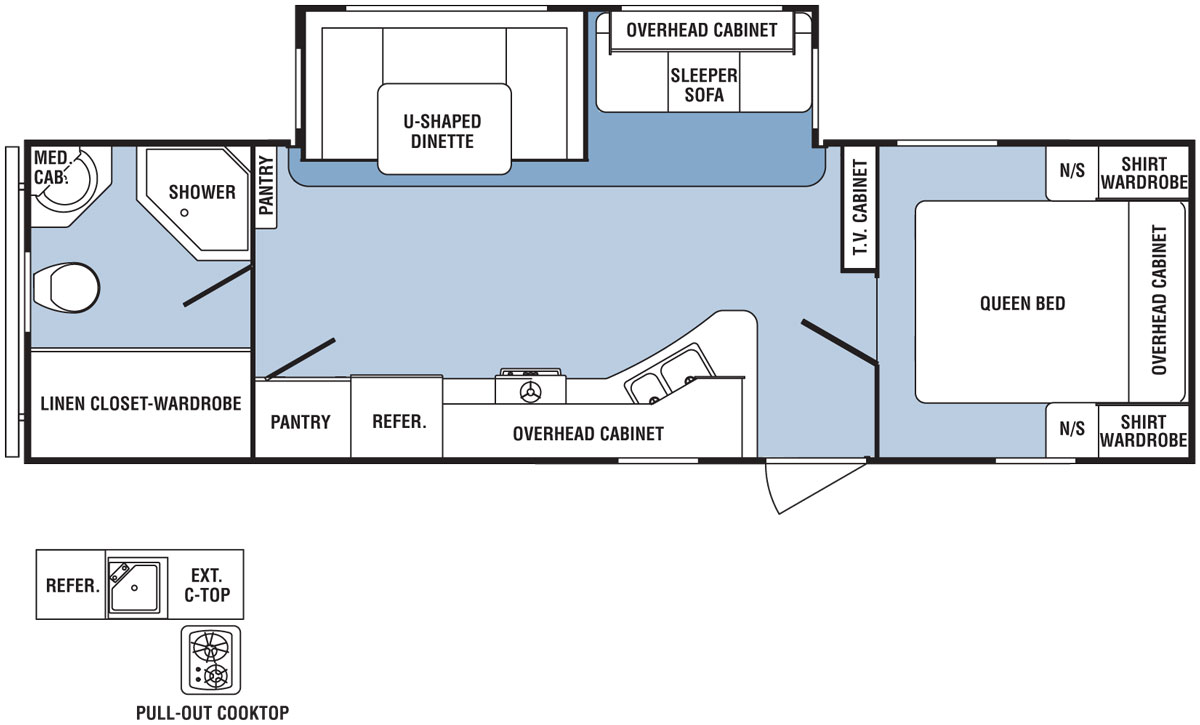 OVERHEAD CABINET
SLEEPER
SOFA
U-SHAPED
DINETTE
MED.
CAB.
SHOWER
PANTRY
T.V. CABINET
N/S
SHIRT
WARDROBE
QUEEN BED
OVERHEAD CABINET
LINEN CLOSET-WARDROBE
PANTRY
REFER.
OVERHEAD CABINET
N/S
SHIRT
WARDROBE
REFER.
EXT.
C-TOP
PULL-OUT COOKTOP